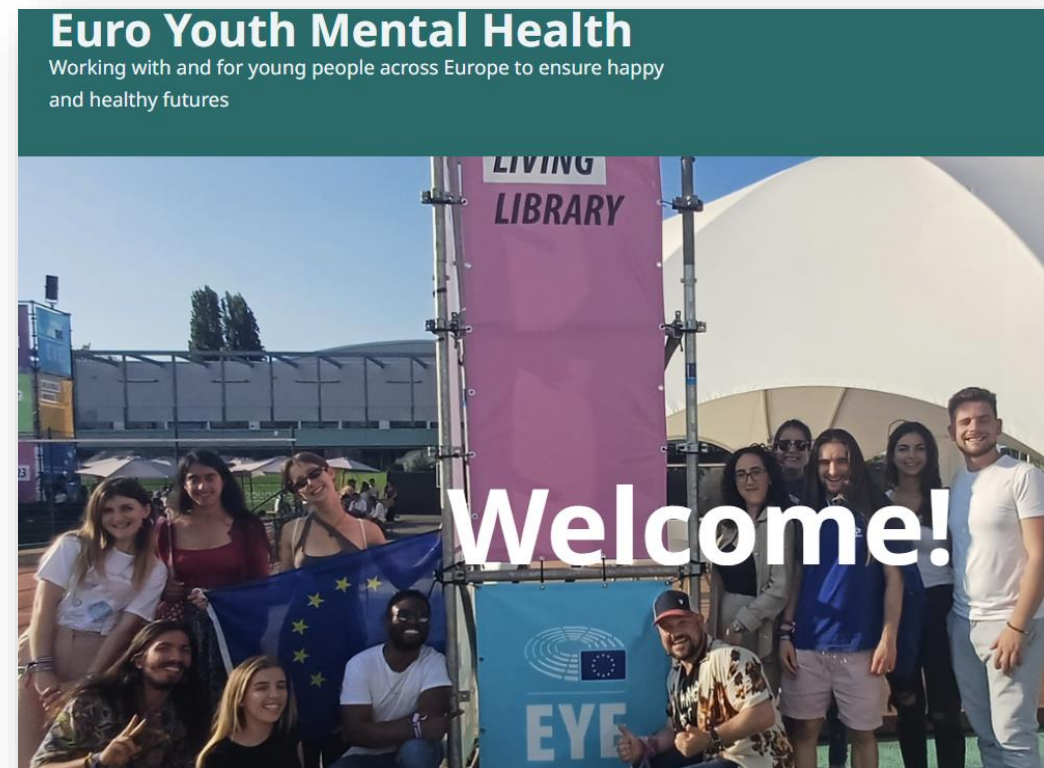 Euro Youth Mental Health
Working with and for young people across Europe to ensure happy
and healthy futures
LIVING
LIBRARY
Welcome!
EYE
23